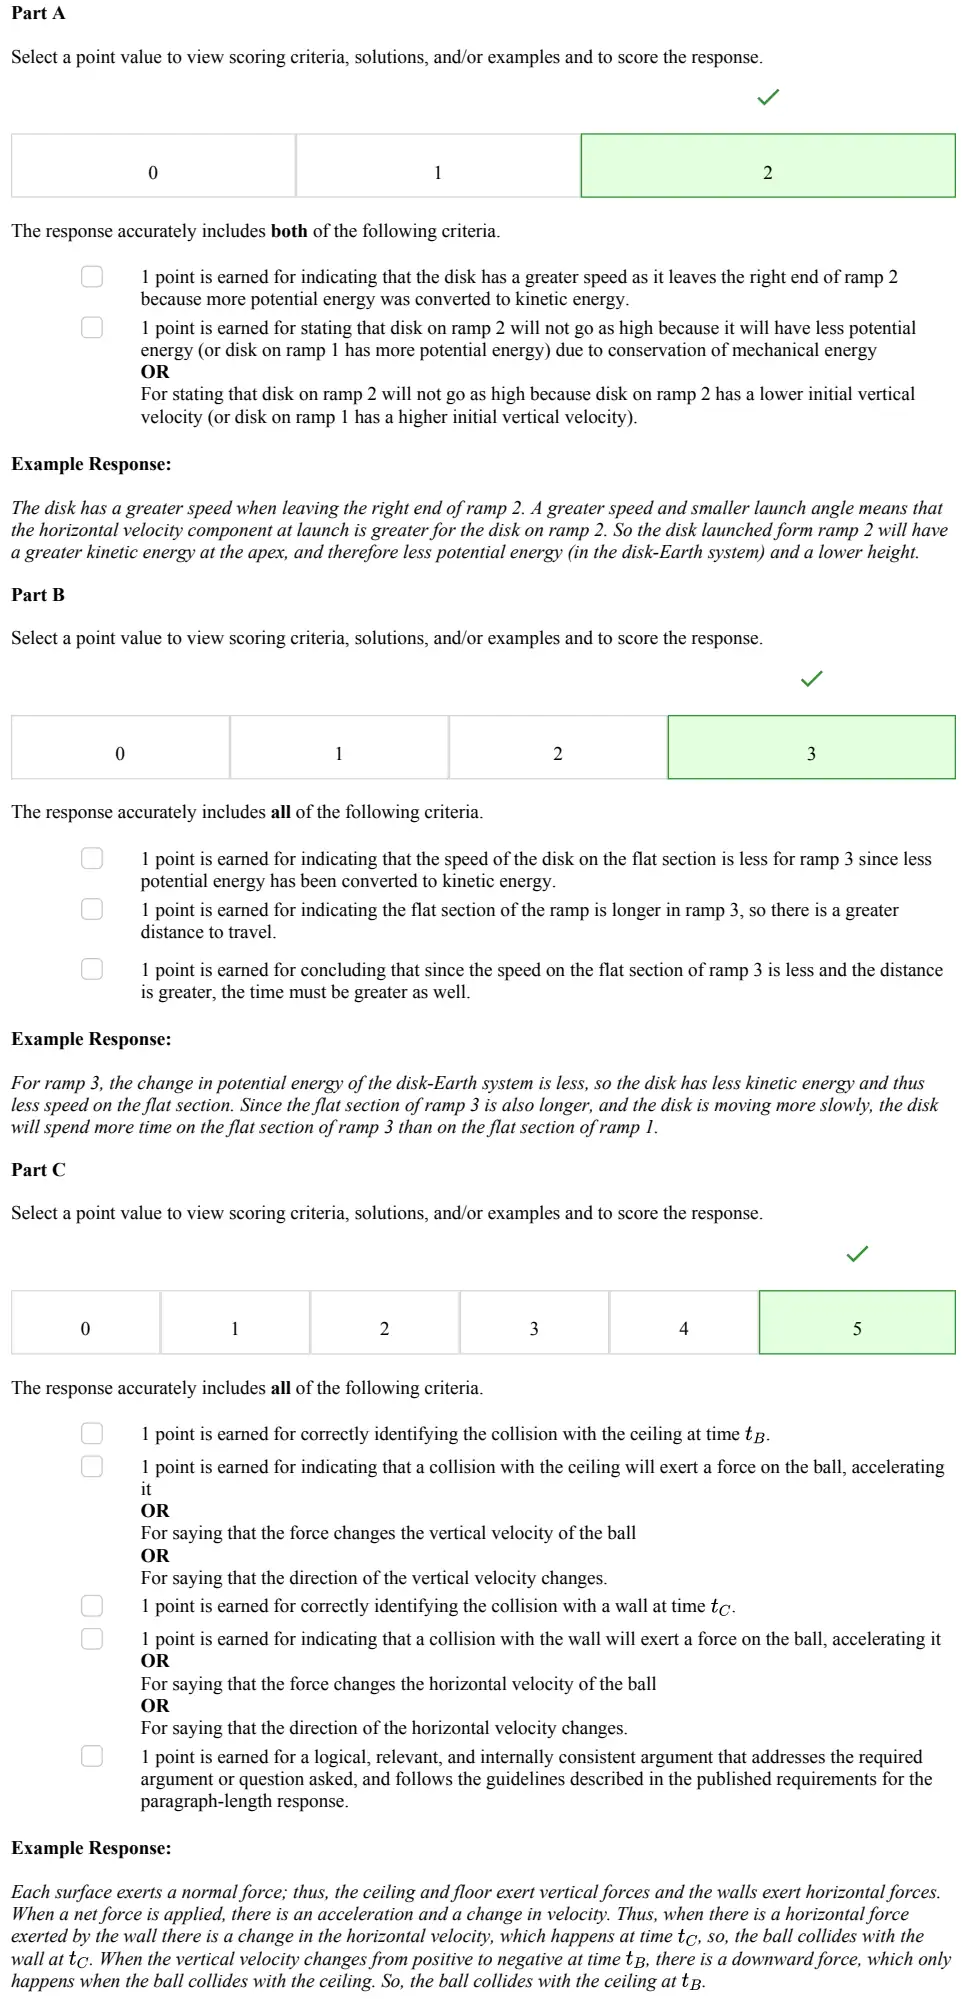 Part A
Select a point value to view scoring criteria, solutions, and/or examples and to score the response.
0 1 2
The response accurately includes both of the following criteria.
1 point is earned for indicating that the disk has a greater speed as it leaves the right end of ramp 2
because more potential energy was converted to kinetic energy.
1 point is earned for stating that disk on ramp 2 will not go as high because it will have less potential
energy (or disk on ramp 1 has more potential energy) due to conservation of mechanical energy
OR
For stating that disk on ramp 2 will not go as high because disk on ramp 2 has a lower initial vertical
velocity (or disk on ramp 1 has a higher initial vertical velocity).
Example Response:
The disk has a greater speed when leaving the right end of ramp 2. A greater speed and smaller launch angle means that
the horizontal velocity component at launch is greater for the disk on ramp 2. So the disk launched form ramp 2 will have
a greater kinetic energy at the apex, and therefore less potential energy (in the disk-Earth system) and a lower height.
Part B
Select a point value to view scoring criteria, solutions, and/or examples and to score the response.
0 1 2 3
The response accurately includes all of the following criteria.
1 point is earned for indicating that the speed of the disk on the flat section is less for ramp 3 since less
potential energy has been converted to kinetic energy.
1 point is earned for indicating the flat section of the ramp is longer in ramp 3, so there is a greater
distance to travel.
1 point is earned for concluding that since the speed on the flat section of ramp 3 is less and the distance
is greater, the time must be greater as well.
Example Response:
For ramp 3, the change in potential energy of the disk-Earth system is less, so the disk has less kinetic energy and thus
less speed on the flat section. Since the flat section of ramp 3 is also longer, and the disk is moving more slowly, the disk
will spend more time on the flat section of ramp 3 than on the flat section of ramp 1.
Part C
Select a point value to view scoring criteria, solutions, and/or examples and to score the response.
0 1 2 3 4 5
The response accurately includes all of the following criteria.
1 point is earned for correctly identifying the collision with the ceiling at time t_B.
1 point is earned for indicating that a collision with the ceiling will exert a force on the ball, accelerating
it
OR
For saying that the force changes the vertical velocity of the ball
OR
For saying that the direction of the vertical velocity changes.
1 point is earned for correctly identifying the collision with a wall at time t_C.
1 point is earned for indicating that a collision with the wall will exert a force on the ball, accelerating it
OR
For saying that the force changes the horizontal velocity of the ball
OR
For saying that the direction of the horizontal velocity changes.
1 point is earned for a logical, relevant, and internally consistent argument that addresses the required
argument or question asked, and follows the guidelines described in the published requirements for the
paragraph-length response.
Example Response:
Each surface exerts a normal force; thus, the ceiling and floor exert vertical forces and the walls exert horizontal forces.
When a net force is applied, there is an acceleration and a change in velocity. Thus, when there is a horizontal force
exerted by the wall there is a change in the horizontal velocity, which happens at time t_C, so, the ball collides with the
wall at t_C. When the vertical velocity changes from positive to negative at time t_B, there is a downward force, which only
happens when the ball collides with the ceiling. So, the ball collides with the ceiling at t_B.